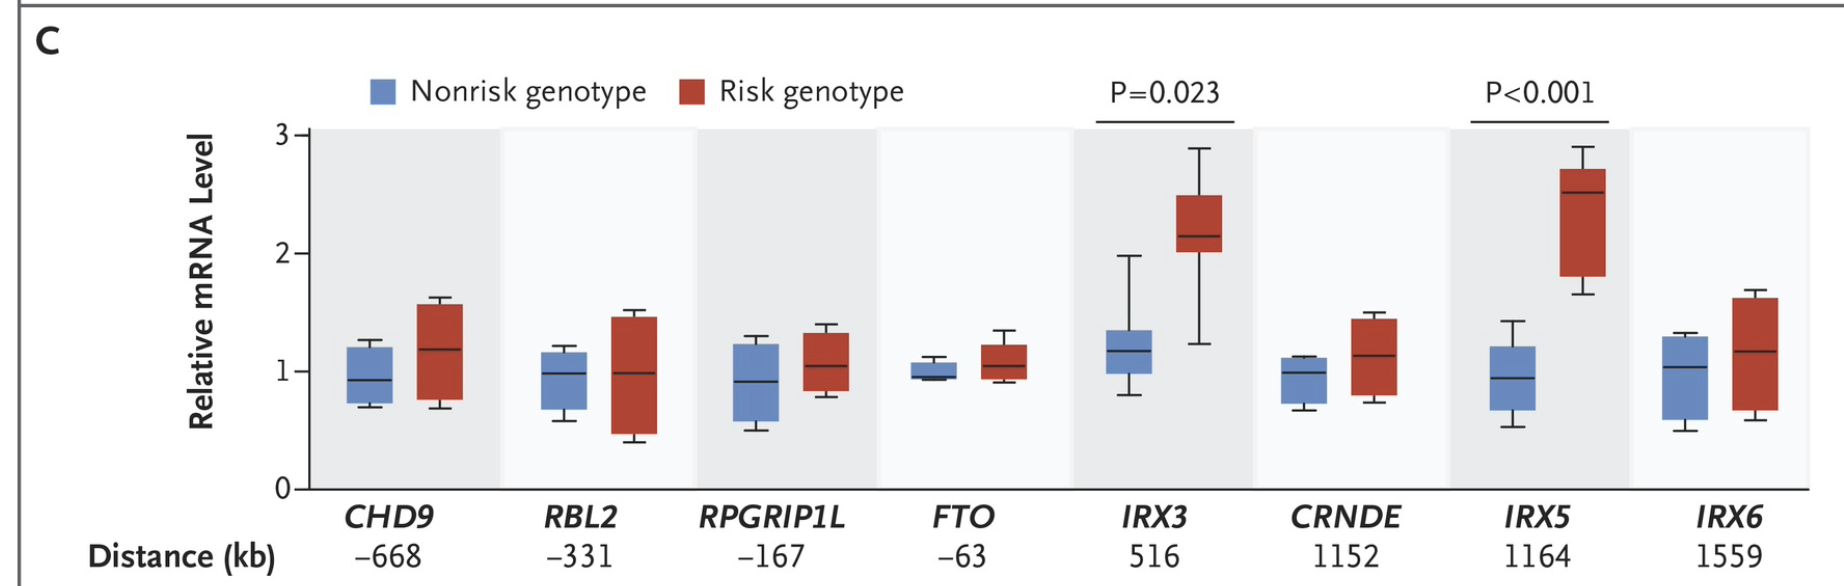 C
Nonrisk genotype Risk genotype P=0.023 P<0.001
Relative mRNA Level
3
2
1
0
CHD9 RBL2 RPGRIP1L FTO IRX3 CRNDE IRX5 IRX6
Distance (kb) –668 –331 –167 –63 516 1152 1164 1559